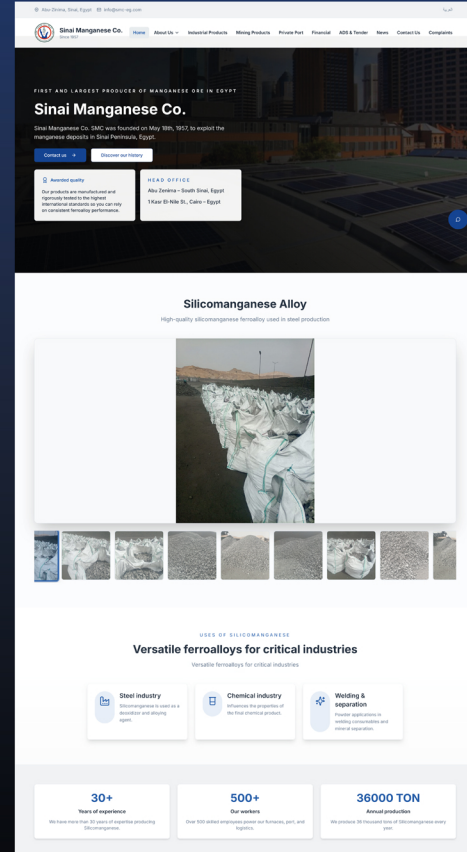 Abu-Zenima, Sinai, Egypt info@smc-eg.com
العربية
Sinai Manganese Co.
Since 1957
Home About Us Industrial Products Mining Products Private Port Financial ADS & Tender News Contact Us Complaints
FIRST AND LARGEST PRODUCER OF MANGANESE ORE IN EGYPT
Sinai Manganese Co.
Sinai Manganese Co. SMC was founded on May 18th, 1957, to exploit the
manganese deposits in Sinai Peninsula, Egypt.
Contact us Discover our history
Awarded quality
Our products are manufactured and
rigorously tested to the highest
international standards so you can rely
on consistent ferroalloy performance.
HEAD OFFICE
Abu Zenima – South Sinai, Egypt
1 Kasr El-Nile St., Cairo – Egypt
Silicomanganese Alloy
High-quality silicomanganese ferroalloy used in steel production
USES OF SILICOMANGANESE
Versatile ferroalloys for critical industries
Versatile ferroalloys for critical industries
Steel industry
Silicomanganese is used as a
deoxidizer and alloying
agent.
Chemical industry
Influences the properties of
the final chemical product.
Welding &
separation
Powder applications in
welding consumables and
mineral separation.
30+
Years of experience
We have more than 30 years of expertise producing
Silicomanganese.
500+
Our workers
Over 500 skilled employees power our furnaces, port, and
logistics.
36000 TON
Annual production
We produce 36 thousand tons of Silicomanganese every
year.